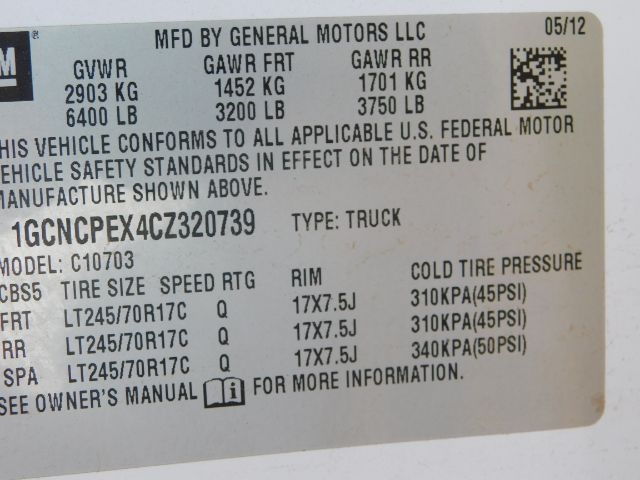 MFD BY GENERAL MOTORS LLC 05/12
M
GVWR GAWR FRT GAWR RR
2903 KG 1452 KG 1701 KG
6400 LB 3200 LB 3750 LB
HIS VEHICLE CONFORMS TO ALL APPLICABLE U.S. FEDERAL MOTOR
VEHICLE SAFETY STANDARDS IN EFFECT ON THE DATE OF
MANUFACTURE SHOWN ABOVE.
1GCNCPEX4CZ320739 TYPE: TRUCK
MODEL: C10703
CBS5 TIRE SIZE SPEED RTG RIM COLD TIRE PRESSURE
FRT LT245/70R17C Q 17X7.5J 310KPA(45PSI)
RR LT245/70R17C Q 17X7.5J 310KPA(45PSI)
SPA LT245/70R17C Q 17X7.5J 340KPA(50PSI)
SEE OWNER'S MANUAL i FOR MORE INFORMATION.